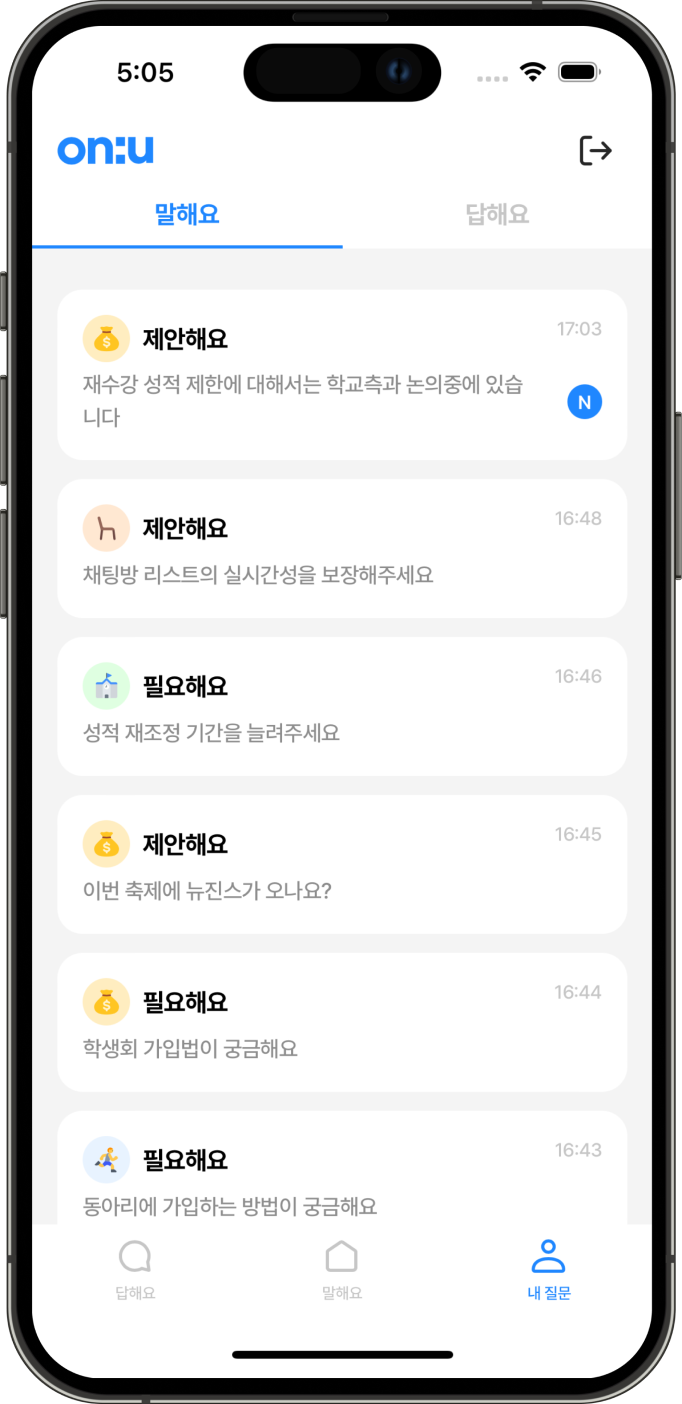 5:05
on:u
말해요
답해요
제안해요
17:03
재수강 성적 제한에 대해서는 학교측과 논의중에 있습
니다
N
제안해요
16:48
채팅방 리스트의 실시간성을 보장해주세요
필요해요
16:46
성적 재조정 기간을 늘려주세요
제안해요
16:45
이번 축제에 뉴진스가 오나요?
필요해요
16:44
학생회 가입법이 궁금해요
필요해요
16:43
동아리에 가입하는 방법이 궁금해요
답해요
말해요
내 질문